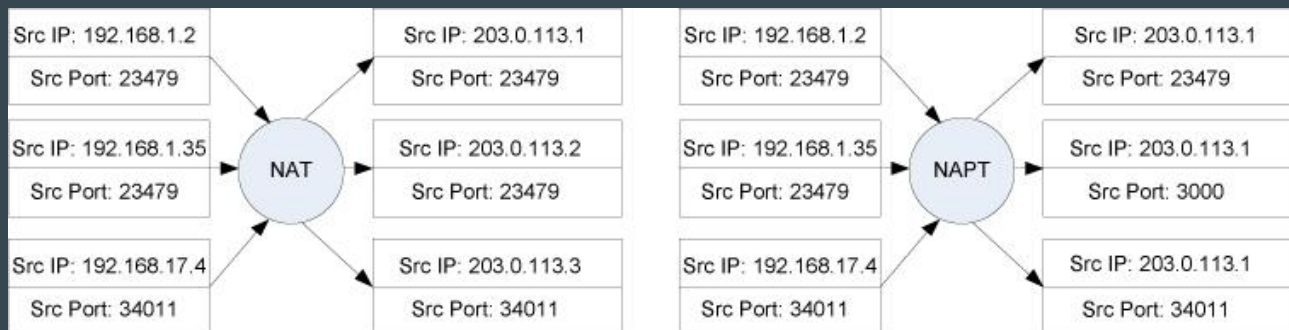 Src IP: 192.168.1.2
Src Port: 23479
Src IP: 192.168.1.35
Src Port: 23479
Src IP: 192.168.17.4
Src Port: 34011
NAT
Src IP: 203.0.113.1
Src Port: 23479
Src IP: 203.0.113.2
Src Port: 23479
Src IP: 203.0.113.3
Src Port: 34011
Src IP: 192.168.1.2
Src Port: 23479
Src IP: 192.168.1.35
Src Port: 23479
Src IP: 192.168.17.4
Src Port: 34011
NAPT
Src IP: 203.0.113.1
Src Port: 23479
Src IP: 203.0.113.1
Src Port: 3000
Src IP: 203.0.113.1
Src Port: 34011